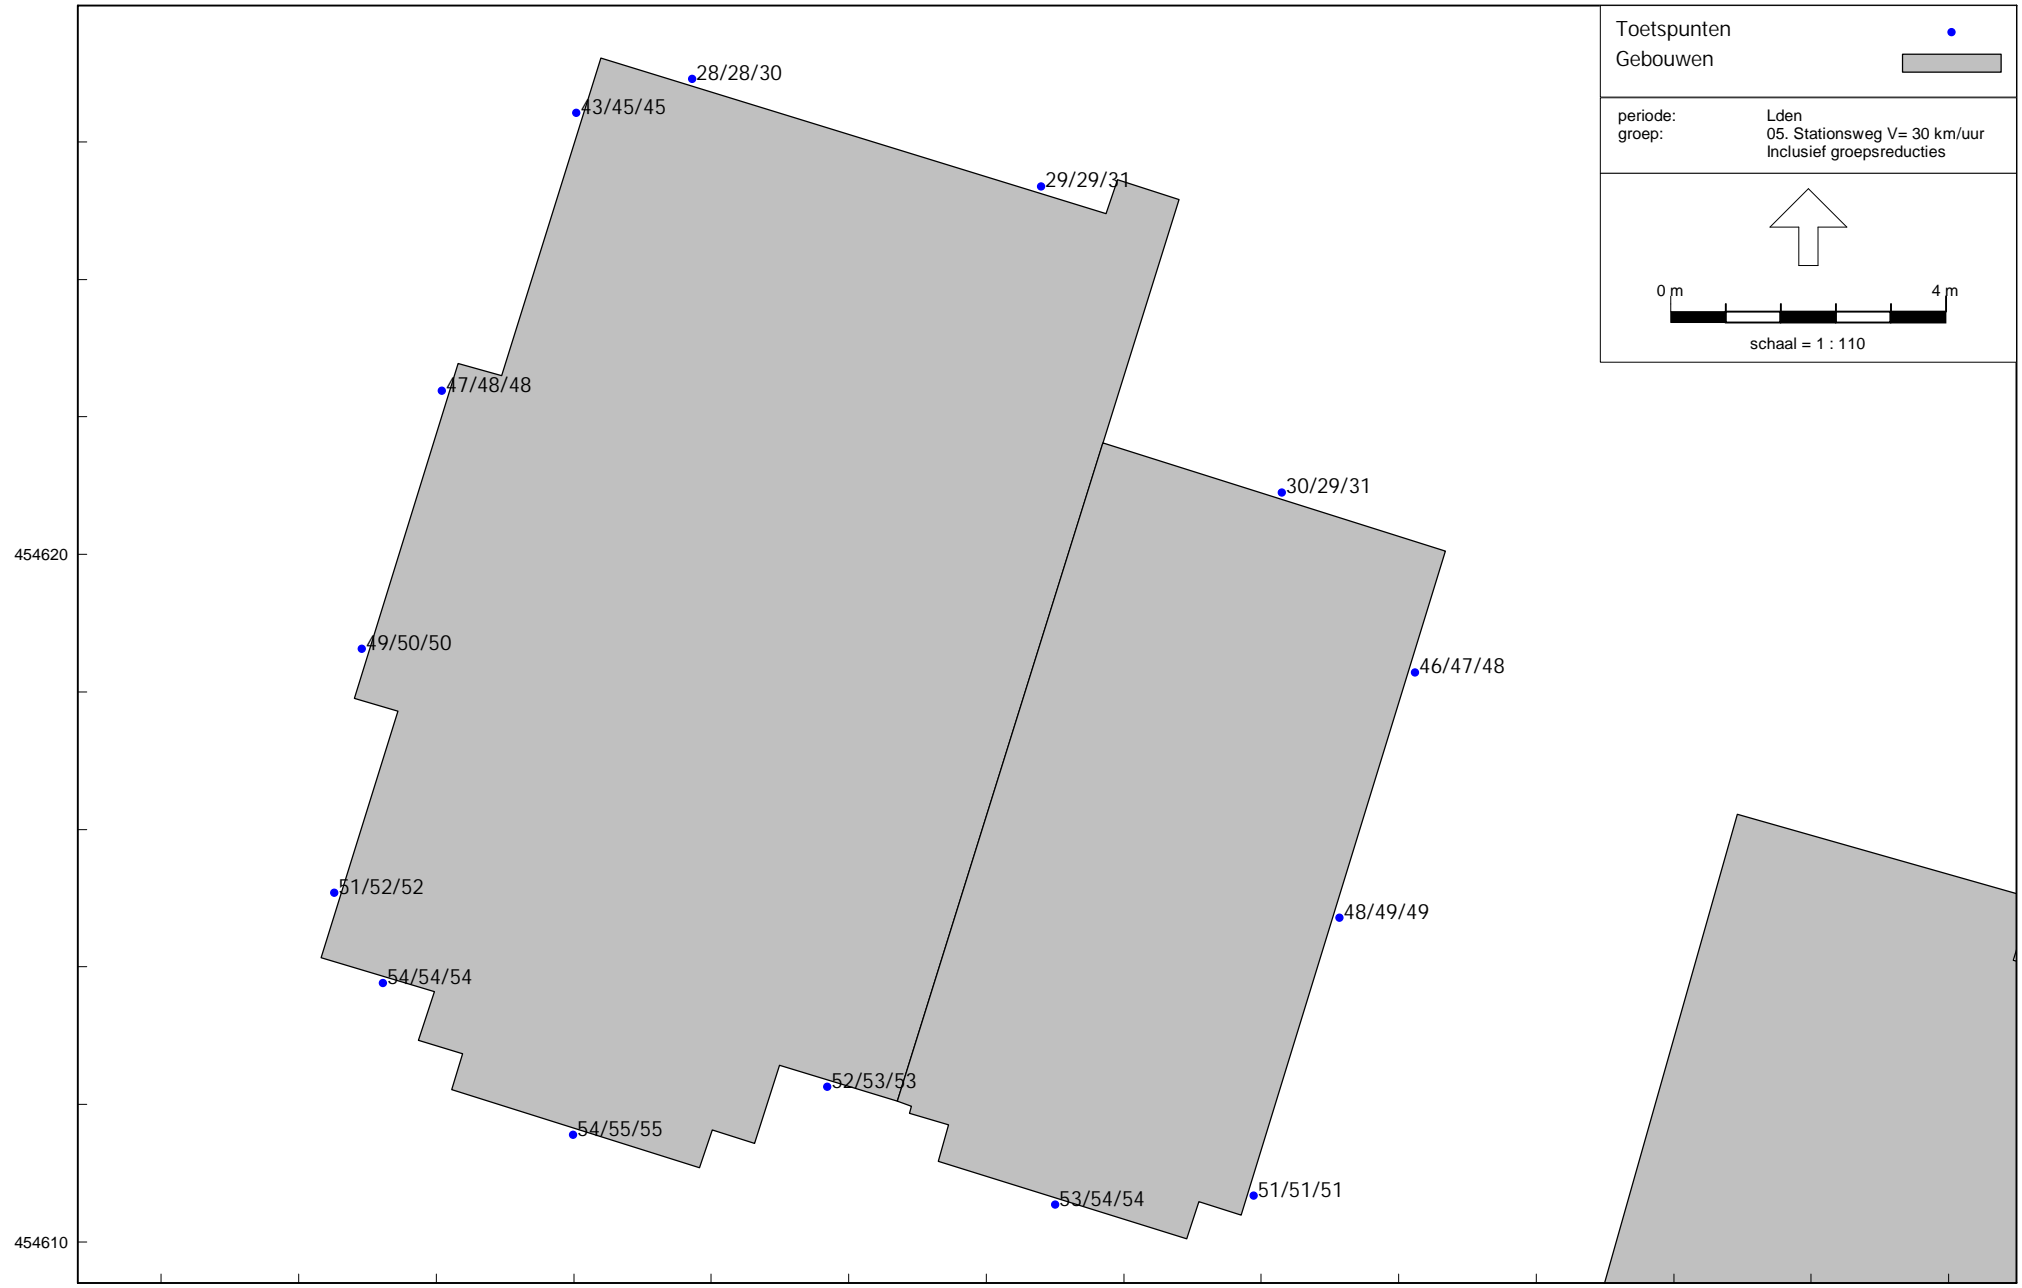 Toetspunten
Gebouwen
periode: Lden
groep: 05. Stationsweg V= 30 km/uur
Inclusief groepsreducties
0 m 4 m
schaal = 1 : 110
28/28/30
43/45/45
29/29/31
47/48/48
30/29/31
454620
49/50/50
46/47/48
51/52/52
48/49/49
54/54/54
52/53/53
54/55/55
53/54/54
51/51/51
454610